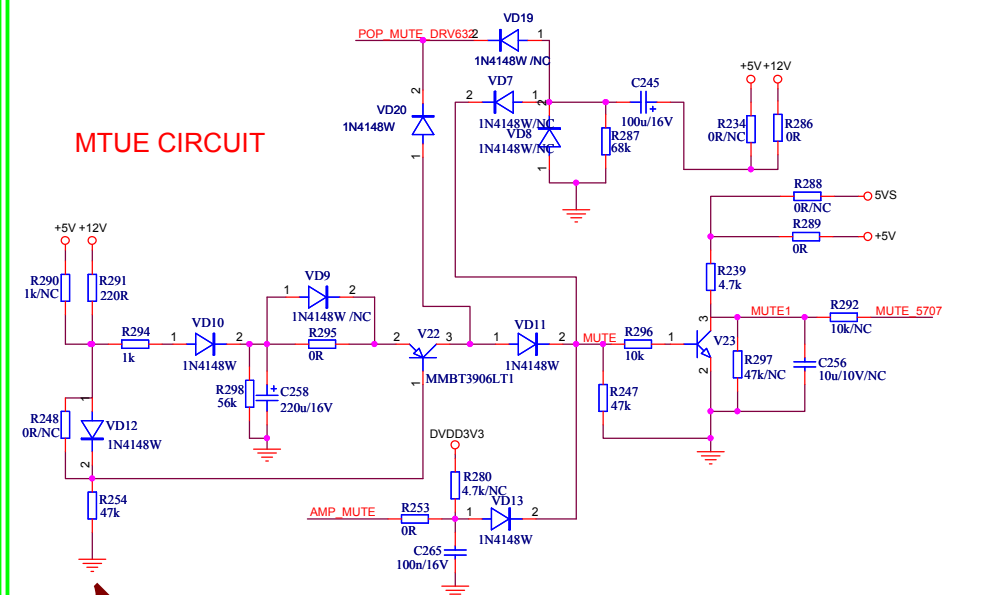 VD19
POP_MUTE_DRV632
2
1
1N4148W /NC
VD7
2
1
1N4148W/NC
C245
100u/16V
+
+5V +12V
2
VD20
1N4148W
1
2
VD8
1N4148W/NC
1
R287
68k
R234
0R/NC
R286
0R
MTUE CIRCUIT
R288
0R/NC
5VS
R289
0R
+5V
+5V +12V
R290
1k/NC
R291
220R
VD9
1
2
1N4148W /NC
R239
4.7k
R294
1k
VD10
1
2
1N4148W
R295
0R
2
V22
3
1
MMBT3906LT1
VD11
1
2
1N4148W
MUTE
R296
10k
1
3
V23
2
MUTE1
R292
10k/NC
MUTE_5707
R297
47k/NC
C256
10u/10V/NC
R298
56k
+
C258
220u/16V
R247
47k
R248
0R/NC
1
VD12
1N4148W
2
DVDD3V3
R280
4.7k/NC
R254
47k
AMP_MUTE
R253
0R
VD13
1
2
1N4148W
C265
100n/16V